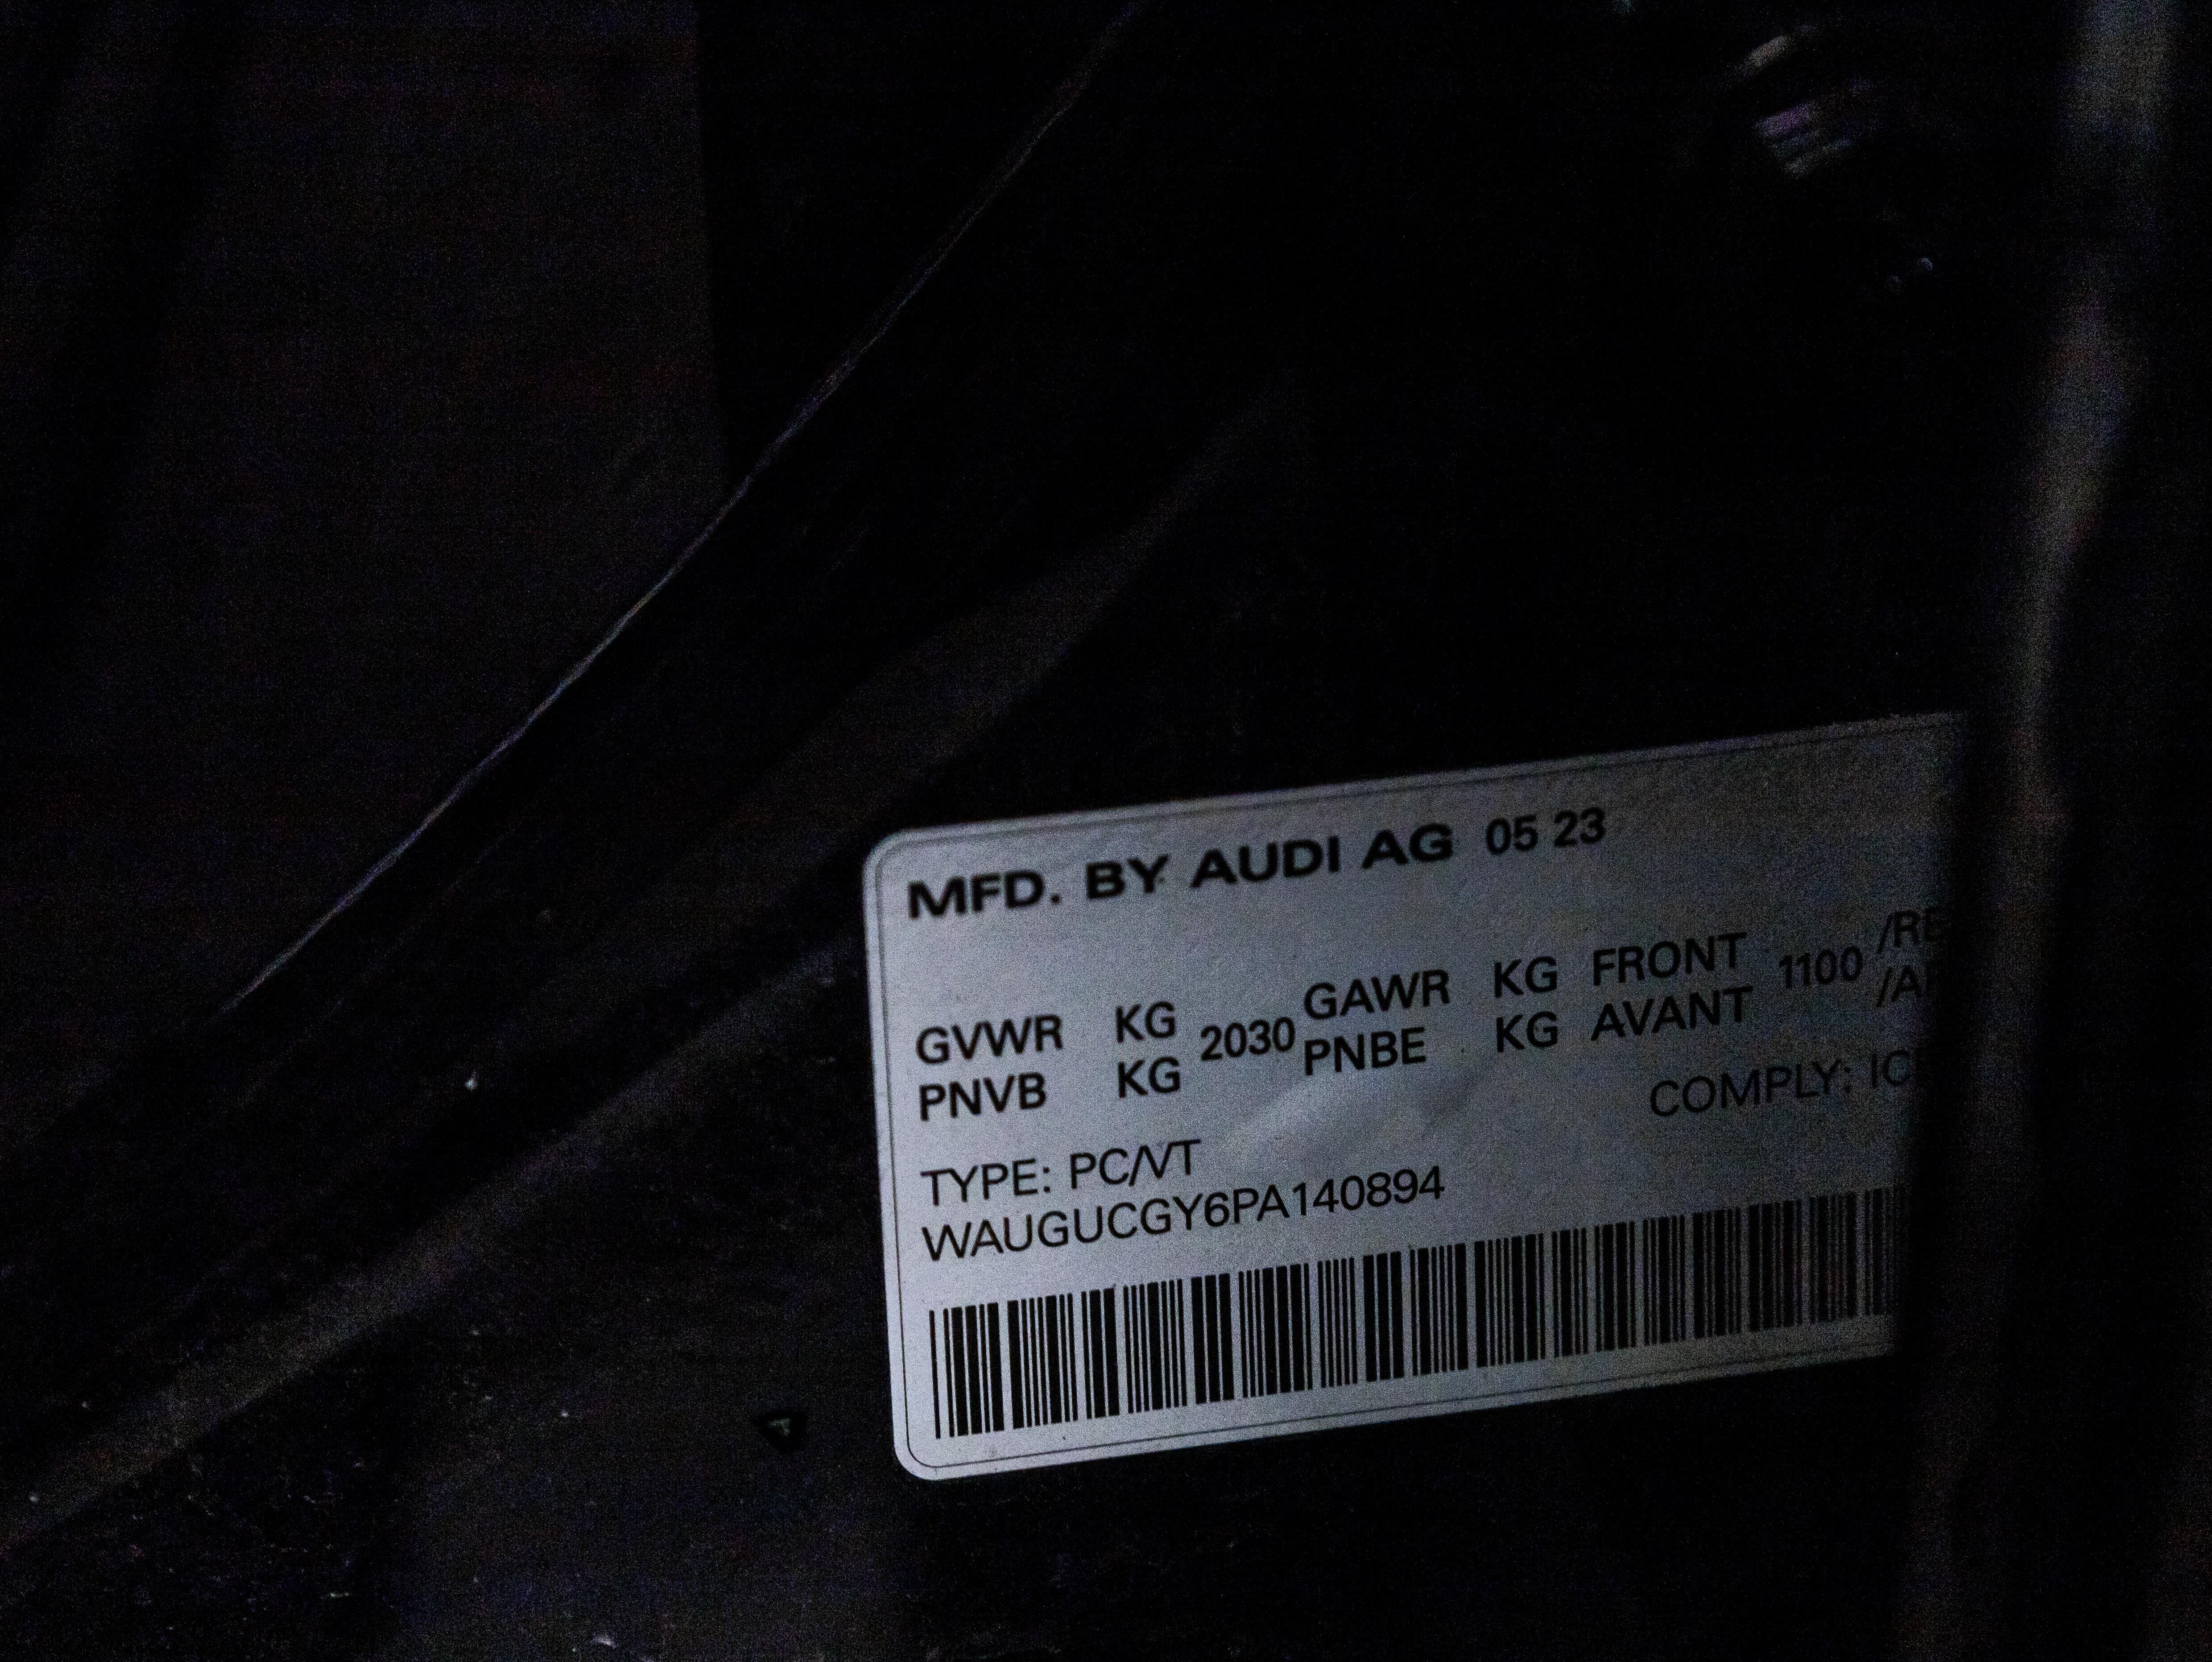 MFD. BY AUDI AG 05 23
GVWR KG 2030 GAWR KG FRONT 1100
PNVB KG PNBE KG AVANT
COMPLY:
TYPE: PC/VT
WAUGUCGY6PA140894